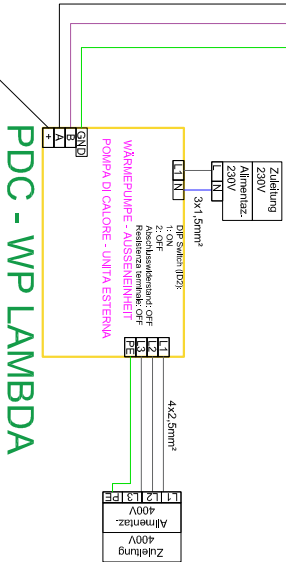 +
A
B
GND
PDC - WP LAMBDA
WÄRMEPUMPE - AUSSENEINHEIT
POMPA DI CALORE - UNITA ESTERNA
DIP Switch (ID2):
1: ON
2: OFF
Abschlusswiderstand: OFF
Resistenza terminale: OFF
L1
N
L
N
3x1,5mm²
Zuleitung
230V
Alimentaz.
230V
L1
L2
L3
PE
4x2,5mm²
L1
L2
L3
PE
Alimentaz.
400V
Zuleitung
400V